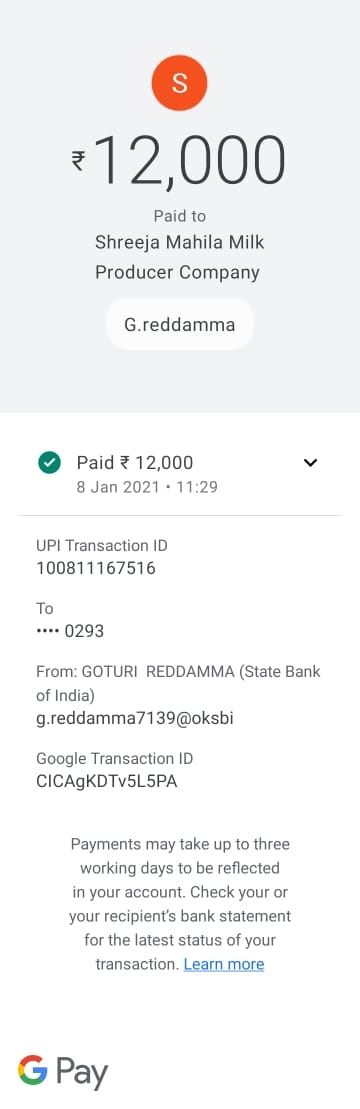 S
₹12,000
Paid to
Shreeja Mahila Milk
Producer Company
G.reddamma
Paid ₹ 12,000
8 Jan 2021 • 11:29
UPI Transaction ID
100811167516
To
•••• 0293
From: GOTURI  REDDAMMA (State Bank
of India)
g.reddamma7139@oksbi
Google Transaction ID
CICAgKDTv5L5PA
Payments may take up to three
working days to be reflected
in your account. Check your or
your recipient’s bank statement
for the latest status of your
transaction. Learn more
G Pay